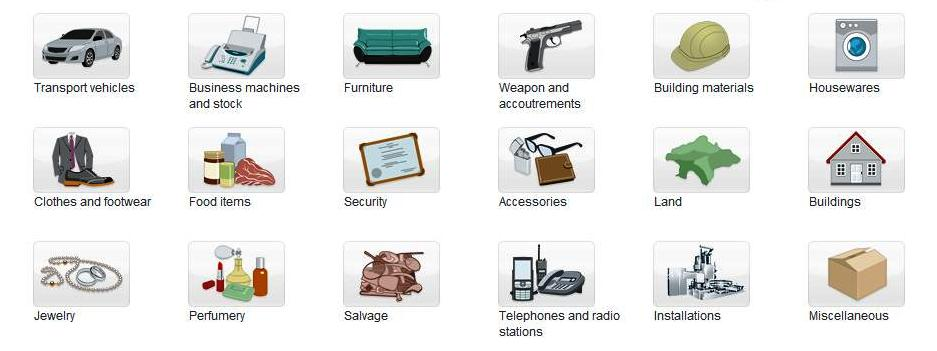 Transport vehicles
Business machines
and stock
Furniture
Weapon and
accoutrements
Building materials
Housewares
Clothes and footwear
Food items
Security
Accessories
Land
Buildings
Jewelry
Perfumery
Salvage
Telephones and radio
stations
Installations
Miscellaneous